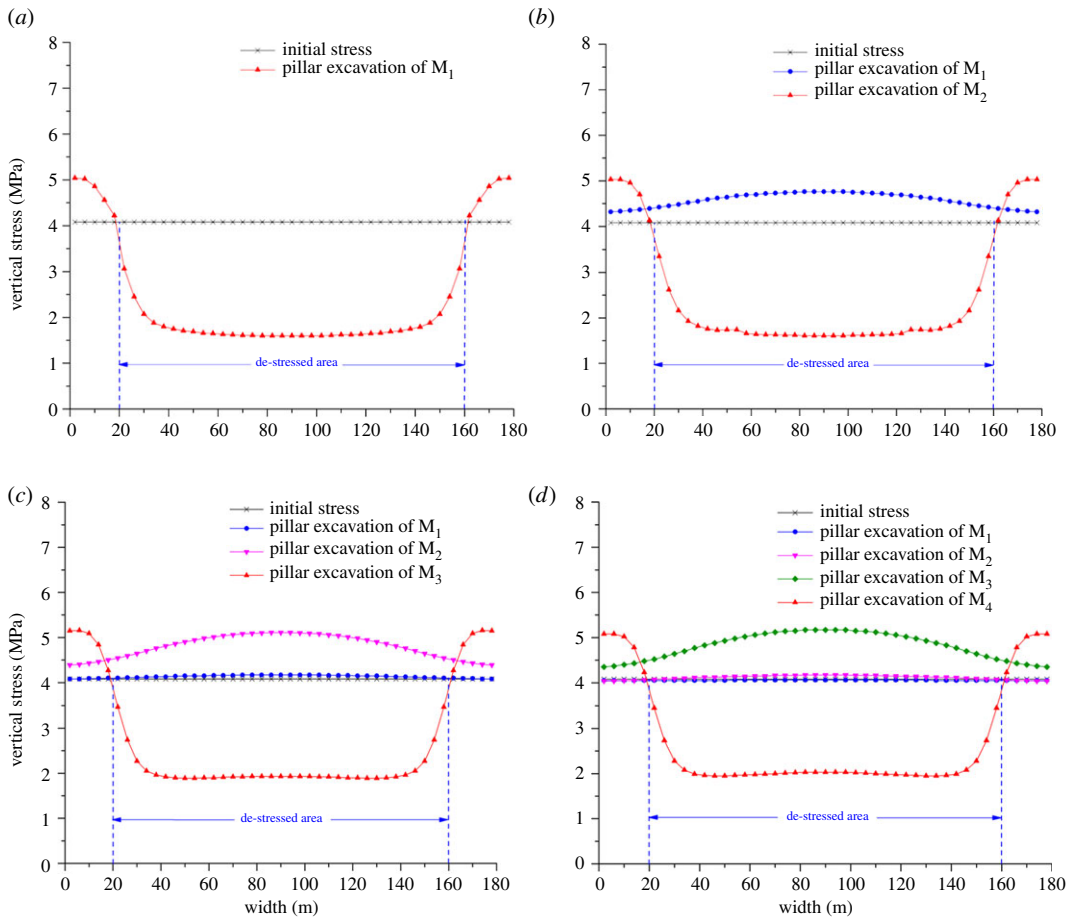 (a)
initial stress
pillar excavation of M1
vertical stress (MPa)
8
7
6
5
4
3
2
1
0
de-stressed area
0 20 40 60 80 100 120 140 160 180
(b)
initial stress
pillar excavation of M1
pillar excavation of M2
8
7
6
5
4
3
2
1
0
de-stressed area
0 20 40 60 80 100 120 140 160 180
(c)
initial stress
pillar excavation of M1
pillar excavation of M2
pillar excavation of M3
vertical stress (MPa)
8
7
6
5
4
3
2
1
0
de-stressed area
0 20 40 60 80 100 120 140 160 180
width (m)
(d)
initial stress
pillar excavation of M1
pillar excavation of M2
pillar excavation of M3
pillar excavation of M4
8
7
6
5
4
3
2
1
0
de-stressed area
0 20 40 60 80 100 120 140 160 180
width (m)